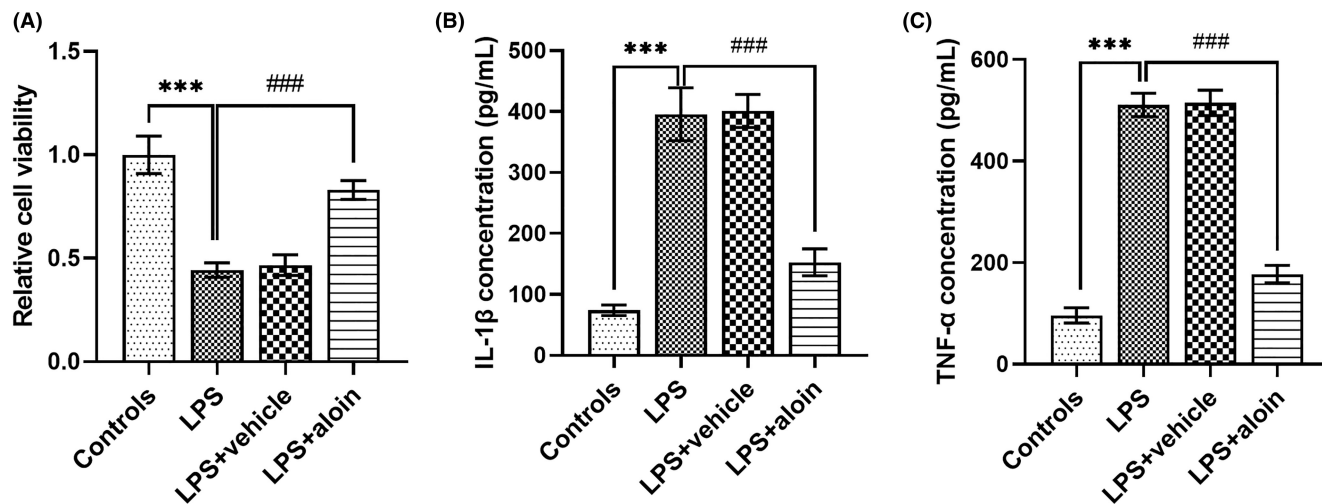 (A)
Relative cell viability
1.5
1.0
0.5
0.0
***
###
Controls
LPS
LPS+vehicle
LPS+aloin
(B)
IL-1β concentration (pg/mL)
500
400
300
200
100
0
***
###
Controls
LPS
LPS+vehicle
LPS+aloin
(C)
TNF-α concentration (pg/mL)
600
400
200
0
***
###
Controls
LPS
LPS+vehicle
LPS+aloin